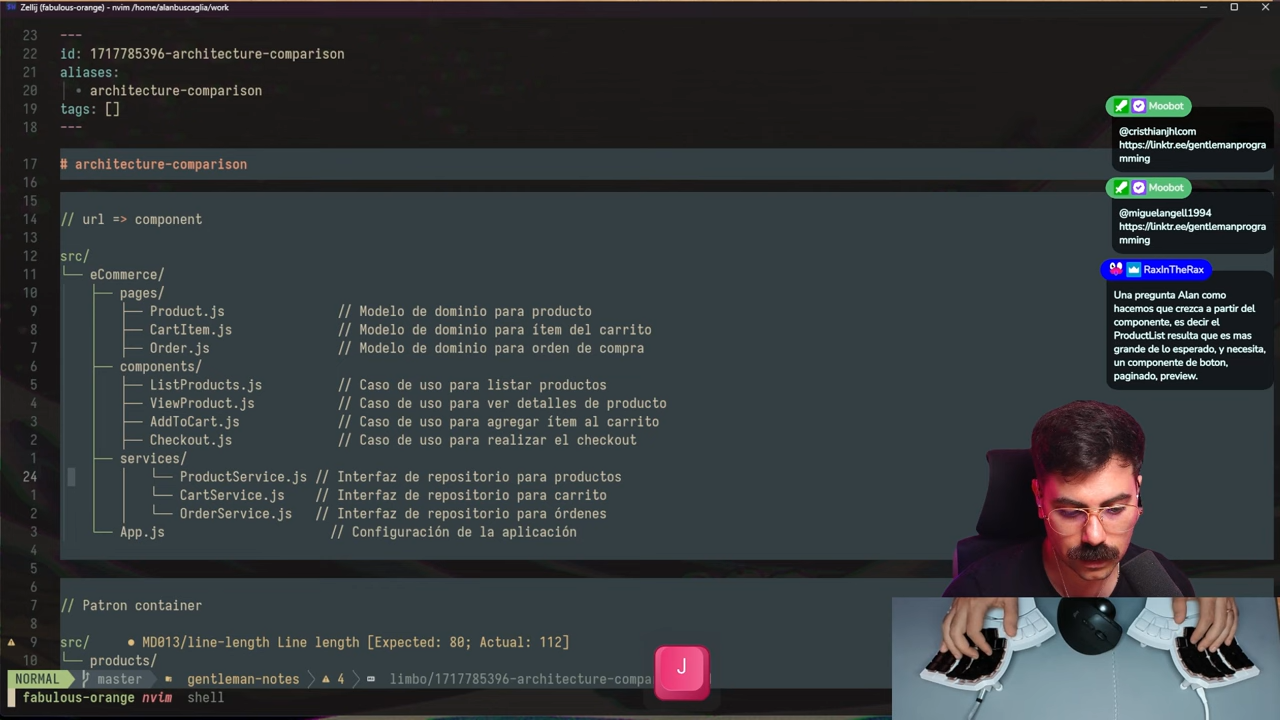 Zellij (fabulous-orange) - nvim /home/alanbuscaglia/work
23 ---
22 id: 1717785396-architecture-comparison
21 aliases:
20 • architecture-comparison
19 tags: []
18 ---
17 # architecture-comparison
16
15
14 // url => component
13
12 src/
11 └── eCommerce/
10 ├── pages/
9 ├── Product.js // Modelo de dominio para producto
8 ├── CartItem.js // Modelo de dominio para ítem del carrito
7 ├── Order.js // Modelo de dominio para orden de compra
6 ├── components/
5 ├── ListProducts.js // Caso de uso para listar productos
4 ├── ViewProduct.js // Caso de uso para ver detalles de producto
3 ├── AddToCart.js // Caso de uso para agregar ítem al carrito
2 ├── Checkout.js // Caso de uso para realizar el checkout
1 ├── services/
24 │ │ └── ProductService.js // Interfaz de repositorio para productos
1 │ │ └── CartService.js // Interfaz de repositorio para carrito
2 │ │ └── OrderService.js // Interfaz de repositorio para órdenes
3 └── App.js // Configuración de la aplicación
4
5
6
7 // Patron container
8
9 src/ ● MD013/line-length Line length [Expected: 80; Actual: 112]
10 └── products/
NORMAL master gentleman-notes 4 limbo/1717785396-architecture-compa
fabulous-orange nvim shell
J
Moobot
@cristhianjhlcom
https://linktr.ee/gentlemanprogra
mming
Moobot
@miguelangell1994
https://linktr.ee/gentlemanprogra
mming
RaxInTheRax
Una pregunta Alan como
hacemos que crezca a partir del
componente, es decir el
ProductList resulta que es mas
grande de lo esperado, y necesita,
un componente de boton,
paginado, preview.